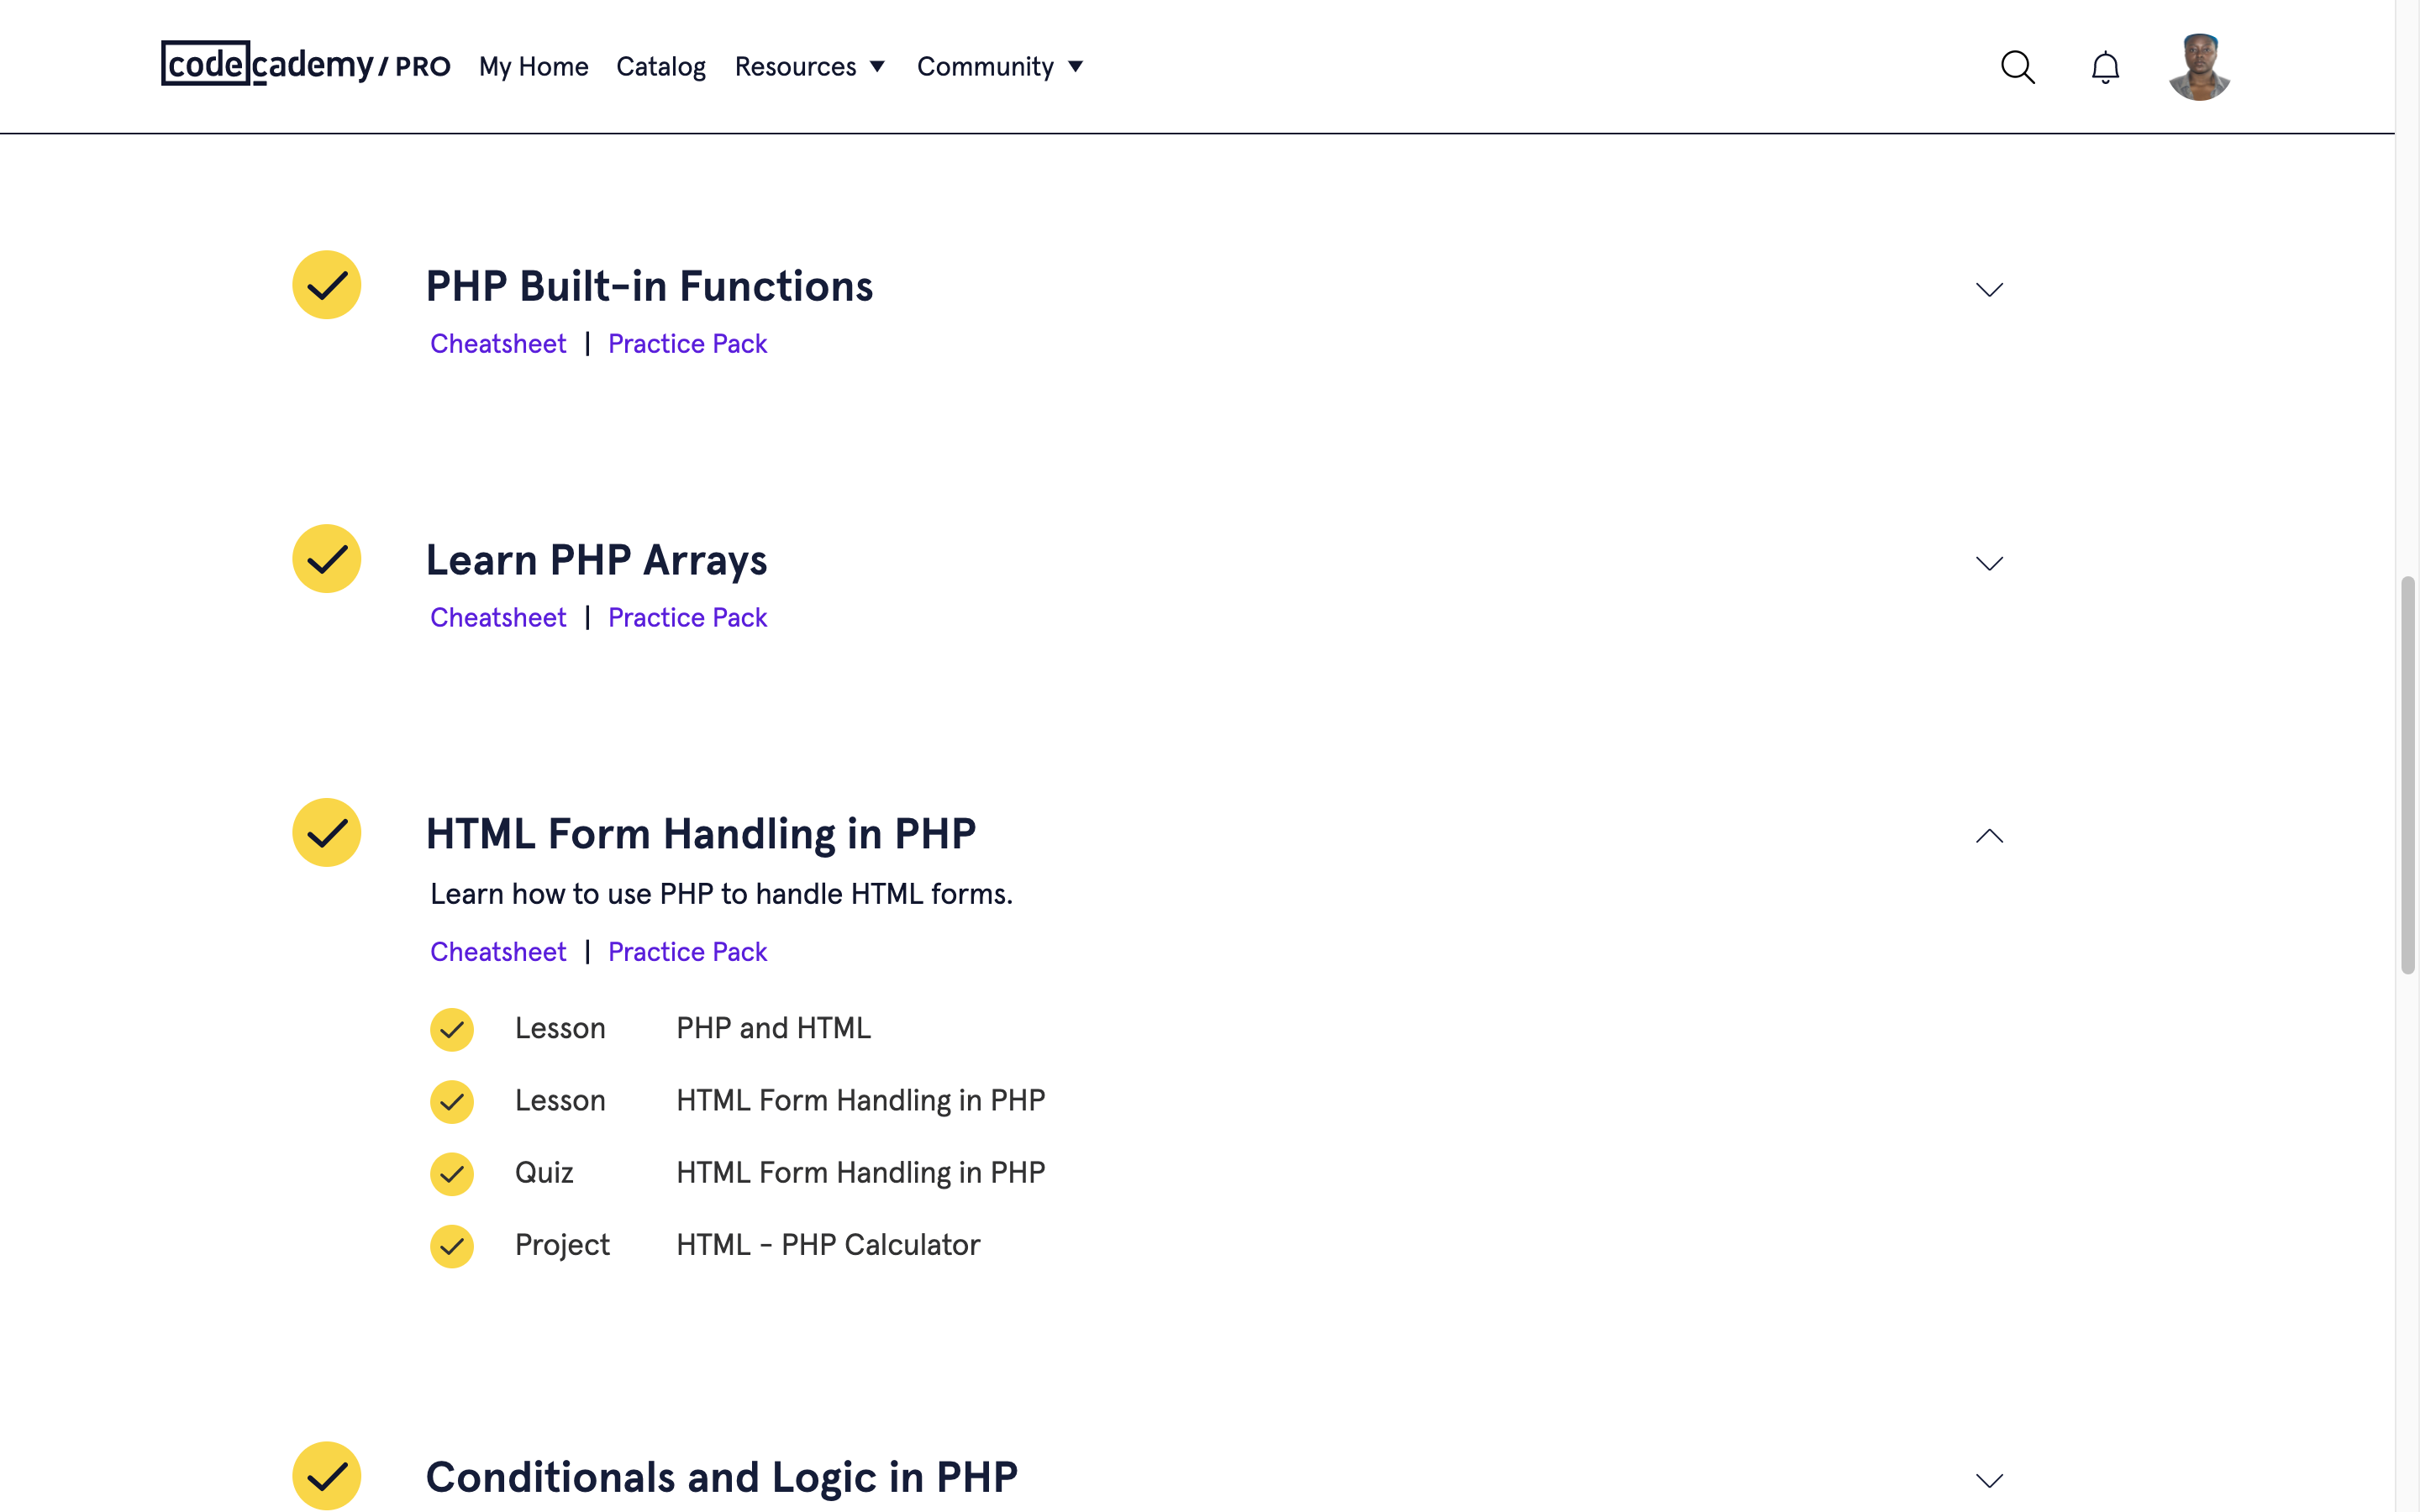 codecademy / PRO My Home Catalog Resources Community
PHP Built-in Functions
Cheatsheet | Practice Pack
Learn PHP Arrays
Cheatsheet | Practice Pack
HTML Form Handling in PHP
Learn how to use PHP to handle HTML forms.
Cheatsheet | Practice Pack
Lesson PHP and HTML
Lesson HTML Form Handling in PHP
Quiz HTML Form Handling in PHP
Project HTML - PHP Calculator
Conditionals and Logic in PHP